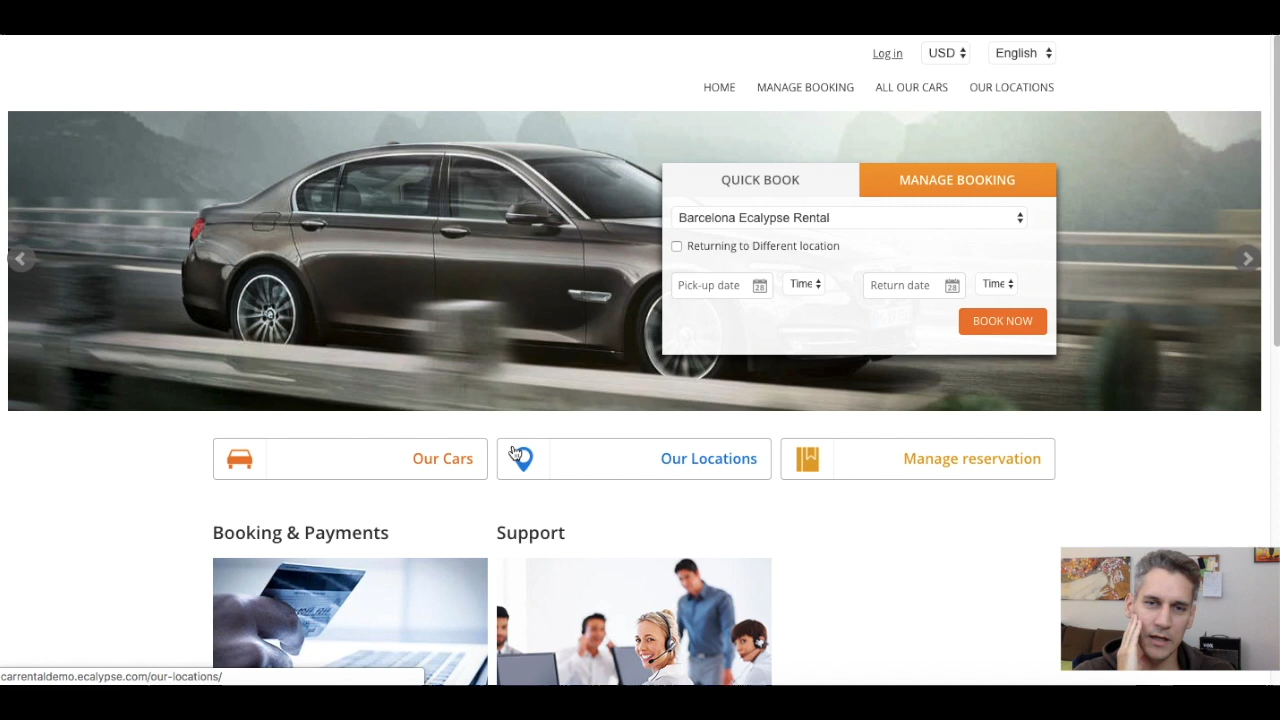 Log in USD English
HOME MANAGE BOOKING ALL OUR CARS OUR LOCATIONS
QUICK BOOK MANAGE BOOKING
Barcelona Ecalypse Rental
Returning to Different location
Pick-up date 28 Time Return date 28 Time
BOOK NOW
Our Cars Our Locations Manage reservation
Booking & Payments Support
carrentaldemo.ecalypse.com/our-locations/